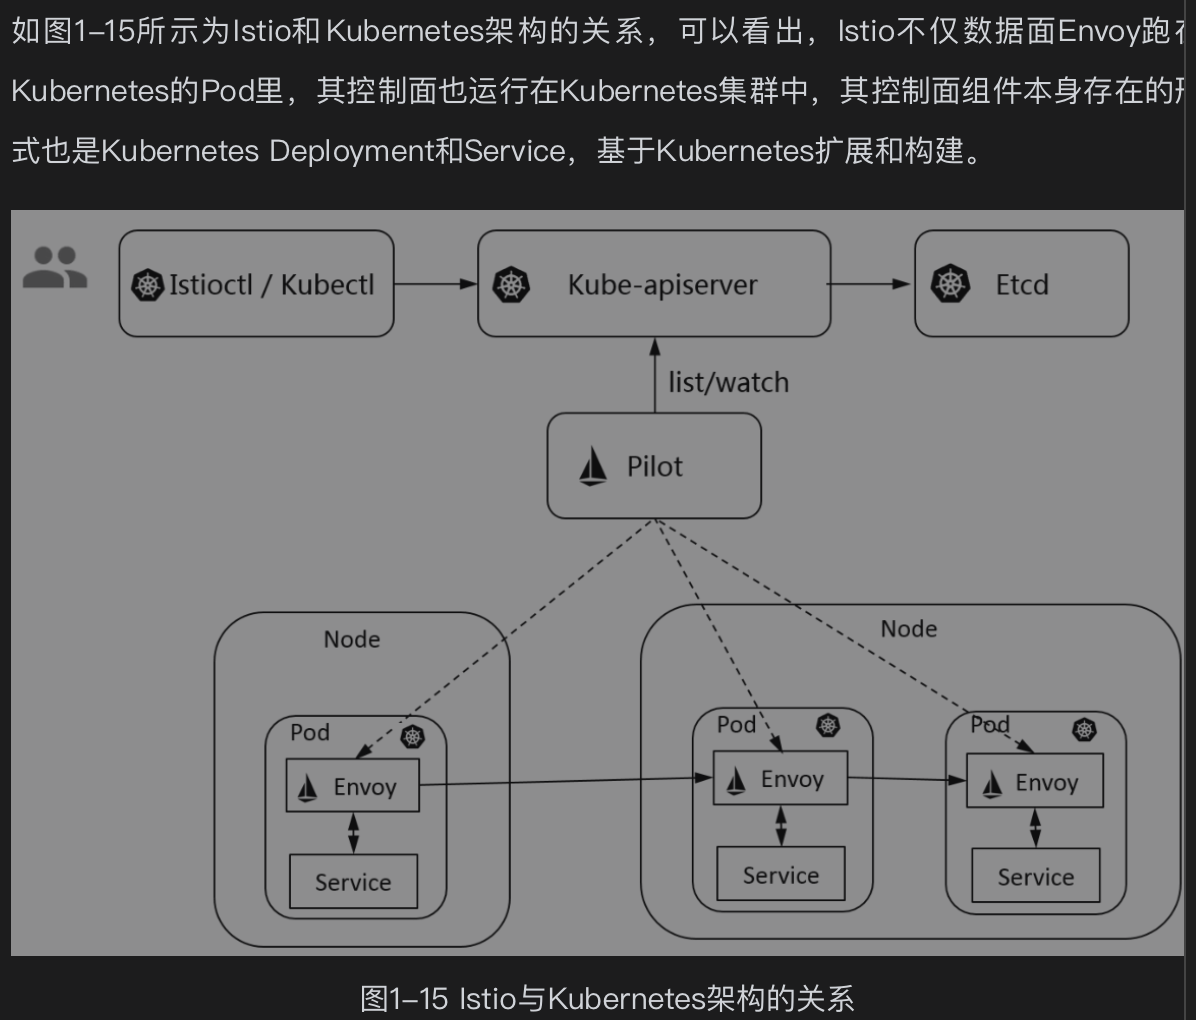 如图1-15所示为Istio和Kubernetes架构的关系，可以看出，Istio不仅数据面Envoy跑
Kubernetes的Pod里，其控制面也运行在Kubernetes集群中，其控制面组件本身存在的
式也是Kubernetes Deployment和Service，基于Kubernetes扩展和构建。
Istioctl / Kubectl
Kube-apiserver
Etcd
list/watch
Pilot
Node
Node
Pod
Pod
Pod
Envoy
Envoy
Envoy
Service
Service
Service
图1-15 Istio与Kubernetes架构的关系